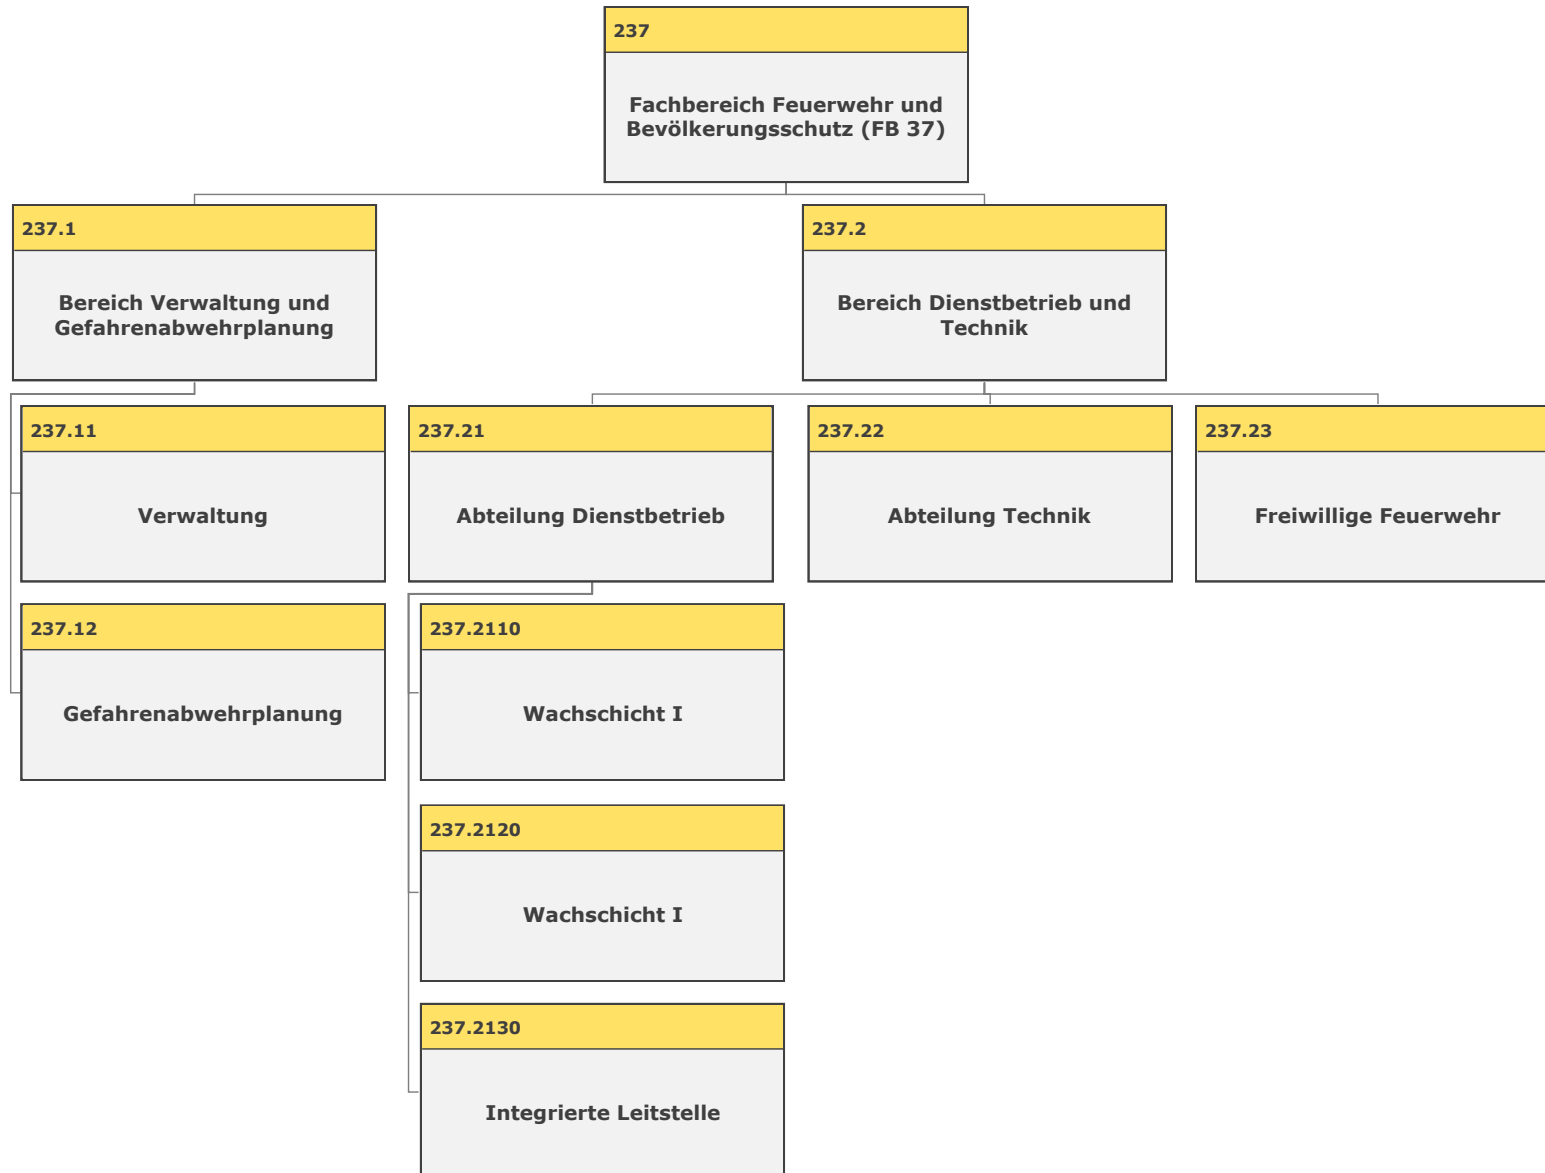 237
Fachbereich Feuerwehr und
Bevölkerungsschutz (FB 37)
237.1
Bereich Verwaltung und
Gefahrenabwehrplanung
237.2
Bereich Dienstbetrieb und
Technik
237.11
Verwaltung
237.21
Abteilung Dienstbetrieb
237.22
Abteilung Technik
237.23
Freiwillige Feuerwehr
237.12
Gefahrenabwehrplanung
237.2110
Wachschicht I
237.2120
Wachschicht I
237.2130
Integrierte Leitstelle